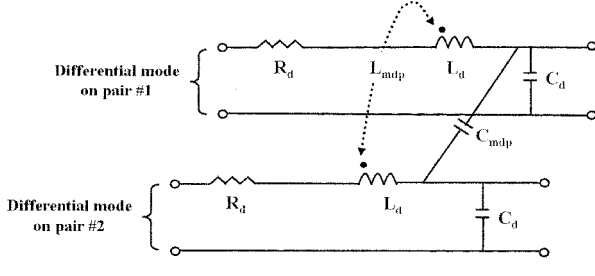 Differential mode
on pair #1
R_d
L_mdp
L_d
C_d
C_mdp
Differential mode
on pair #2
R_d
L_d
C_d